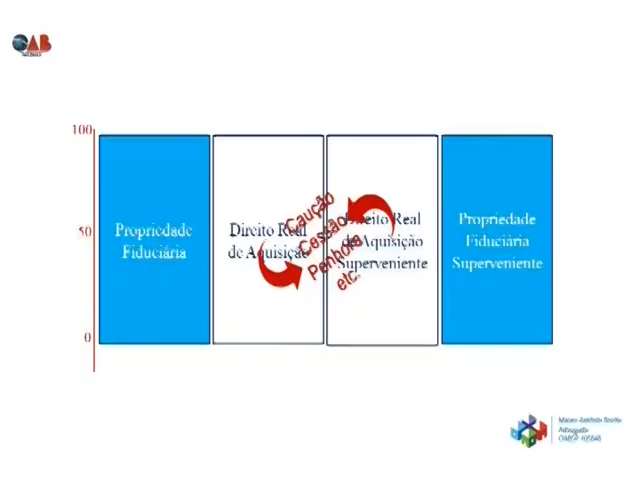 OAB
100
50
0
Propriedade
Fiduciária
Direito Real
de Aquisição
Caução
Cessão
Penhora
etc.
Direito Real
de Aquisição
Superveniente
Propriedade
Fiduciária
Superveniente
Advogado